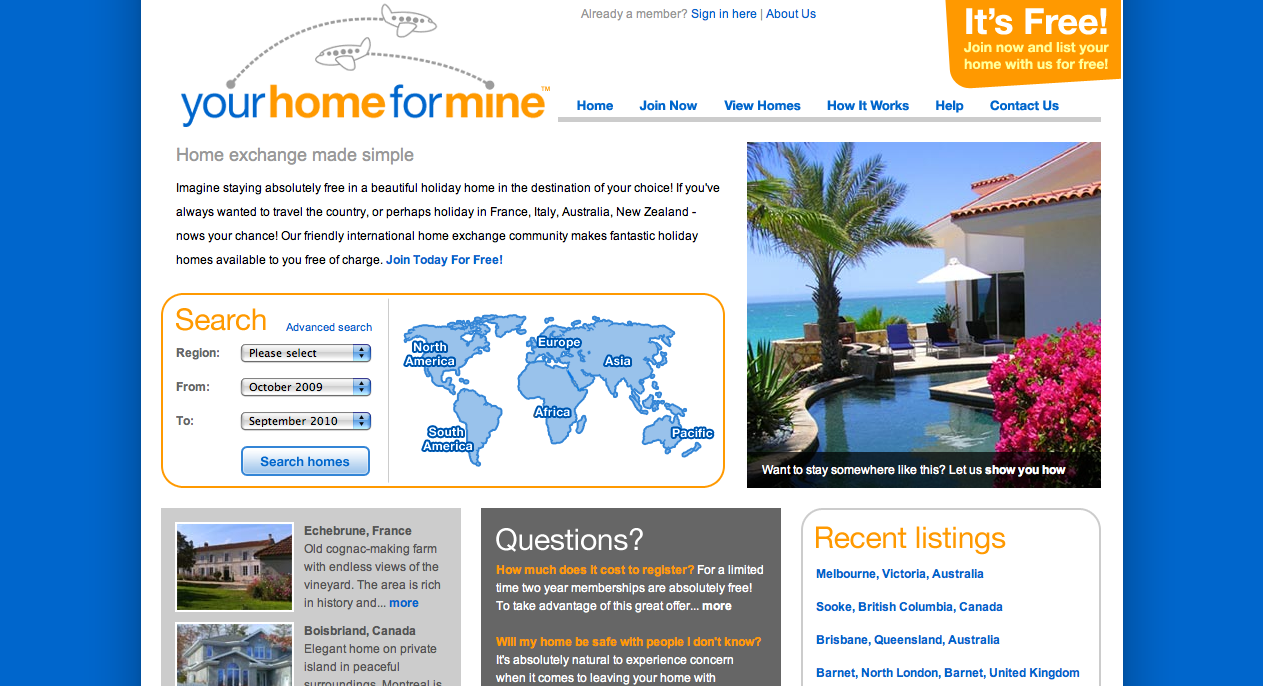 Already a member? Sign in here | About Us
It's Free!
Join now and list your
home with us for free!
yourhomeformine™
Home Join Now View Homes How It Works Help Contact Us
Home exchange made simple
Imagine staying absolutely free in a beautiful holiday home in the destination of your choice! If you've
always wanted to travel the country, or perhaps holiday in France, Italy, Australia, New Zealand -
nows your chance! Our friendly international home exchange community makes fantastic holiday
homes available to you free of charge. Join Today For Free!
Search
Advanced search
Region: Please select
From: October 2009
To: September 2010
Search homes
North
America
Europe
Asia
Africa
South
America
Pacific
Want to stay somewhere like this? Let us show you how
Echebrune, France
Old cognac-making farm
with endless views of the
vineyard. The area is rich
in history and... more
Boisbriand, Canada
Elegant home on private
island in peaceful
surroundings. Montreal is
Questions?
How much does it cost to register? For a limited
time two year memberships are absolutely free!
To take advantage of this great offer... more
Will my home be safe with people I don't know?
It's absolutely natural to experience concern
when it comes to leaving your home with
Recent listings
Melbourne, Victoria, Australia
Sooke, British Columbia, Canada
Brisbane, Queensland, Australia
Barnet, North London, Barnet, United Kingdom